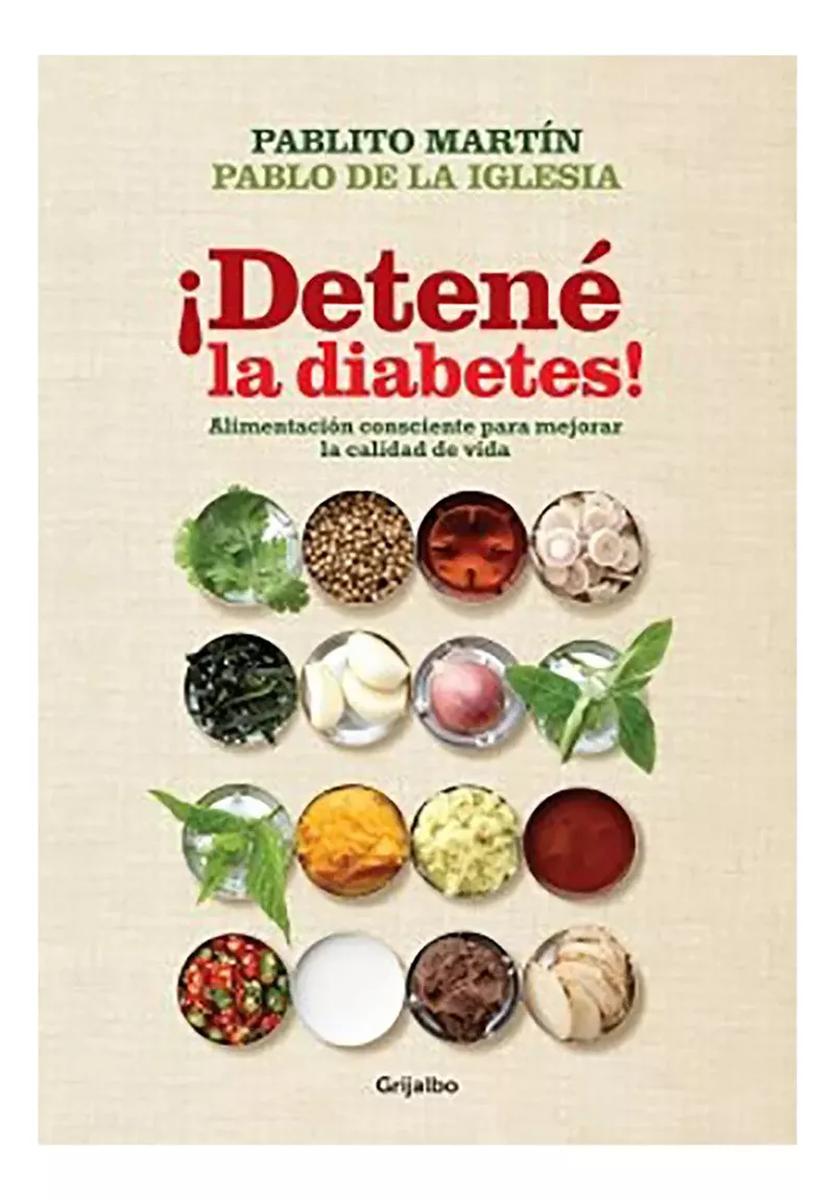 PABLITO MARTÍN
PABLO DE LA IGLESIA
¡Detené
la diabetes!
Alimentación consciente para mejorar
la calidad de vida
Grijalbo